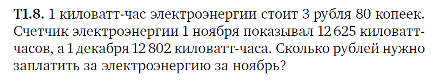 Т1.8. 1 киловатт-час электроэнергии стоит 3 рубля 80 копеек.
Счетчик электроэнергии 1 ноября показывал 12 625 киловатт-
часов, а 1 декабря 12 802 киловатт-часа. Сколько рублей нужно
заплатить за электроэнергию за ноябрь?